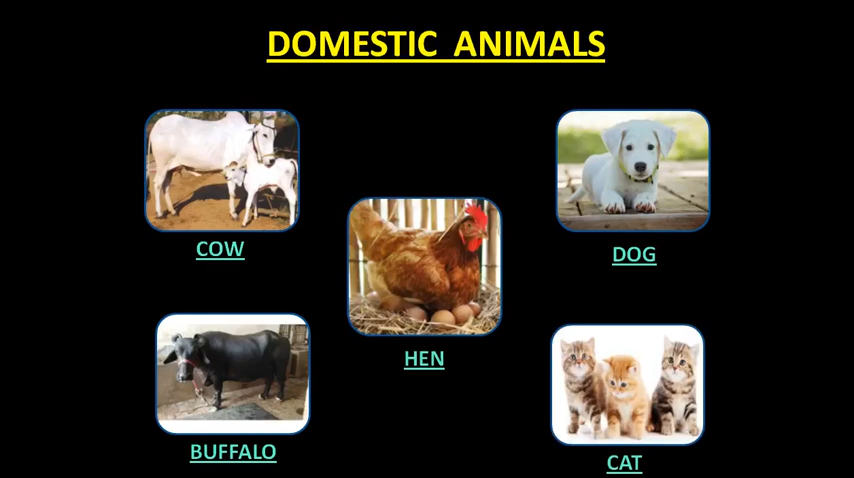 DOMESTIC ANIMALS
COW
DOG
HEN
BUFFALO
CAT